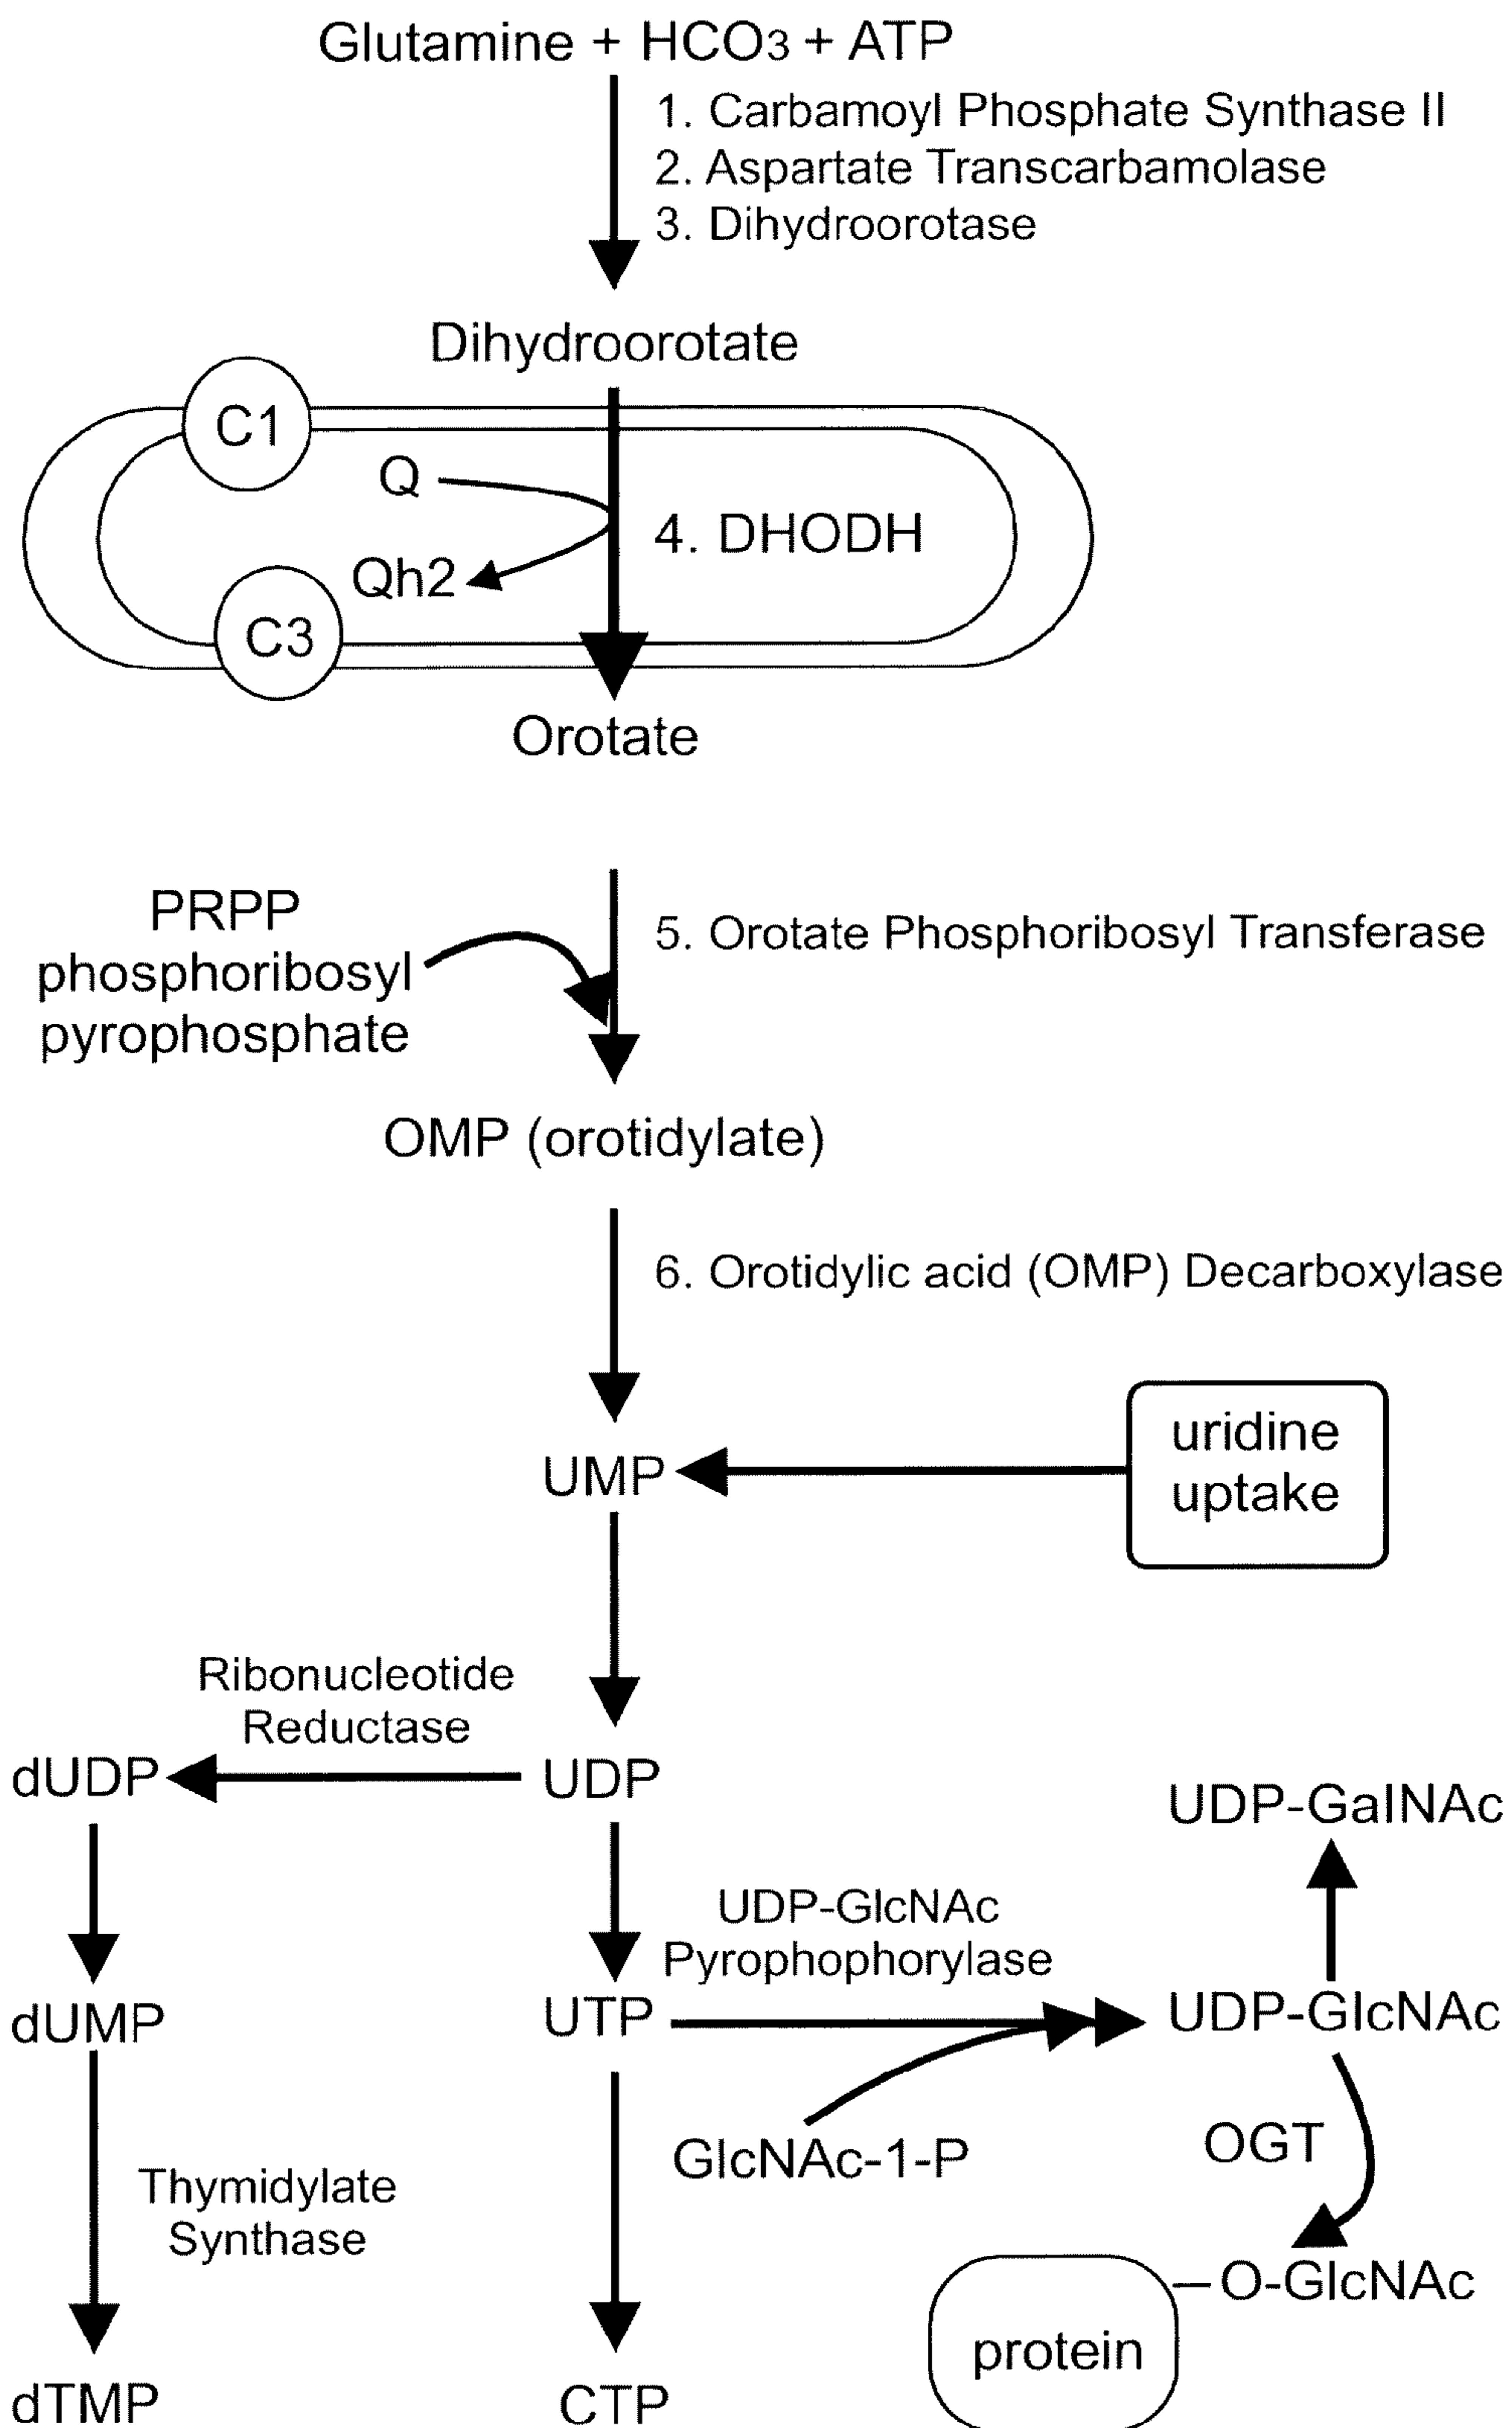 Glutamine + HCO3 + ATP
1. Carbamoyl Phosphate Synthase II
2. Aspartate Transcarbamolase
3. Dihydroorotase
Dihydroorotate
C1
Q
4. DHODH
Qh2
C3
Orotate
PRPP
phosphoribosyl
pyrophosphate
5. Orotate Phosphoribosyl Transferase
OMP (orotidylate)
6. Orotidylic acid (OMP) Decarboxylase
uridine
uptake
UMP
Ribonucleotide
Reductase
dUDP
UDP
UDP-GalNAc
UDP-GlcNAc
Pyrophophorylase
dUMP
UTP
UDP-GlcNAc
GlcNAc-1-P
OGT
Thymidylate
Synthase
O-GlcNAc
protein
dTMP
CTP